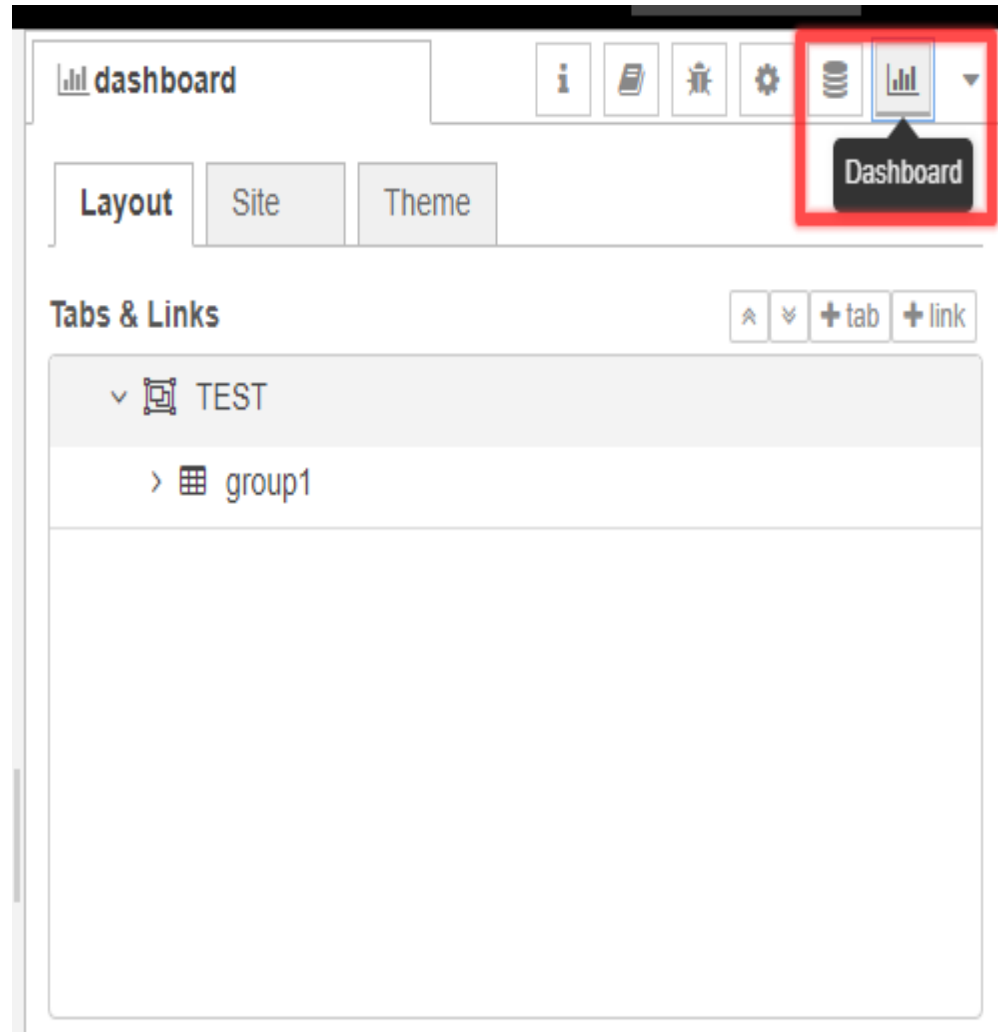 dashboard
i
Dashboard
Layout
Site
Theme
Tabs & Links
+ tab
+ link
TEST
group1